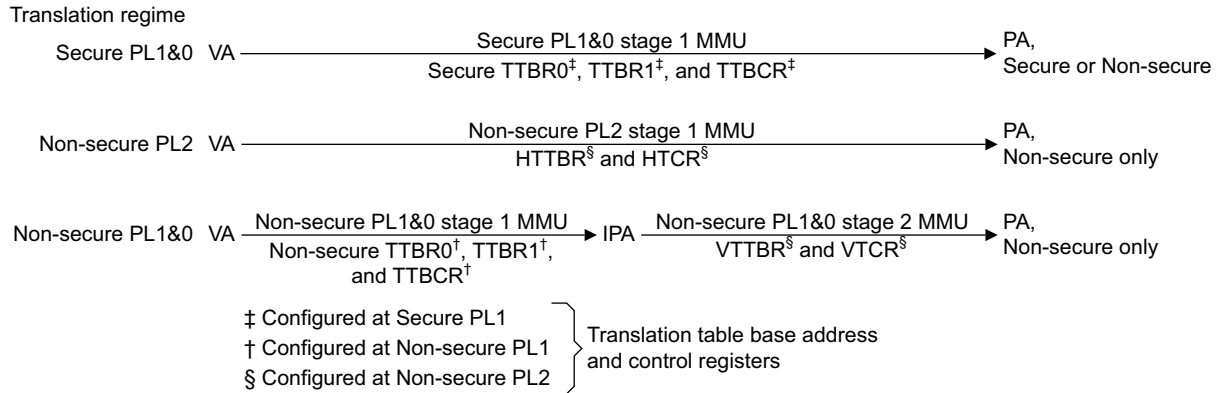 Translation regime
Secure PL1&0 VA Secure PL1&0 stage 1 MMU PA,
Secure TTBR0‡, TTBR1‡, and TTBCR‡ Secure or Non-secure
Non-secure PL2 VA Non-secure PL2 stage 1 MMU PA,
HTTBR§ and HTCR§ Non-secure only
Non-secure PL1&0 VA Non-secure PL1&0 stage 1 MMU IPA Non-secure PL1&0 stage 2 MMU PA,
Non-secure TTBR0†, TTBR1†, VTTBR§ and VTCR§ Non-secure only
and TTBCR†
‡ Configured at Secure PL1
† Configured at Non-secure PL1
§ Configured at Non-secure PL2
Translation table base address
and control registers